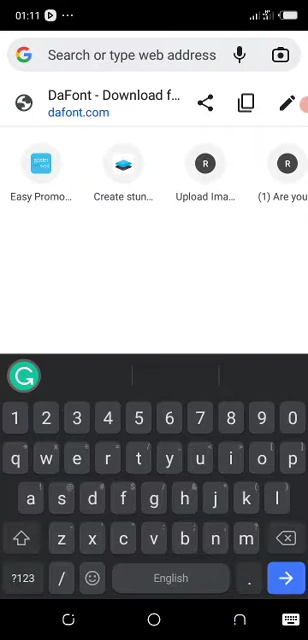 01:11
Search or type web address
DaFont - Download f...
dafont.com
Easy Promo...
Create stun...
Upload Ima...
R
(1) Are you
R
1 2 3 4 5 6 7 8 9 0
q w e r t y u i o p
a s d f g h j k l
z x c v b n m
?123 / English .